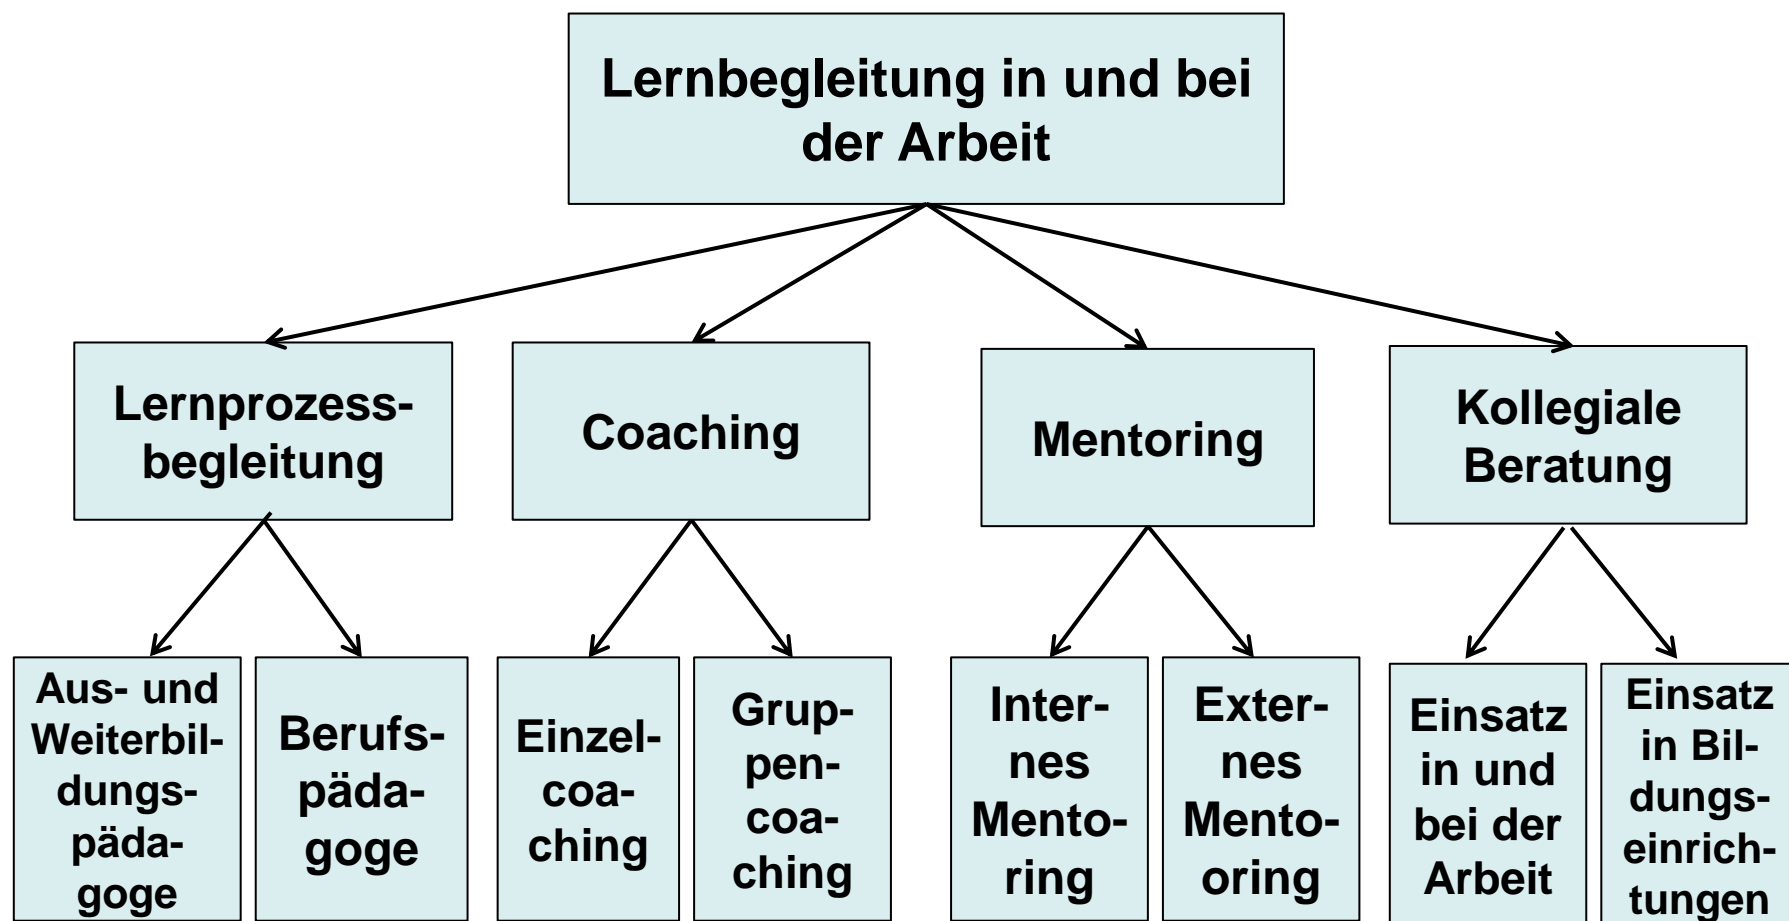 Lernbegleitung in und bei
der Arbeit
Lernprozess-
begleitung
Coaching
Mentoring
Kollegiale
Beratung
Aus- und
Weiterbil-
dungs-
päda-
goge
Berufs-
päda-
goge
Einzel-
coa-
ching
Grup-
pen-
coa-
ching
Inter-
nes
Mento-
ring
Exter-
nes
Mento-
oring
Einsatz
in und
bei der
Arbeit
Einsatz
in Bil-
dungs-
einrich-
tungen